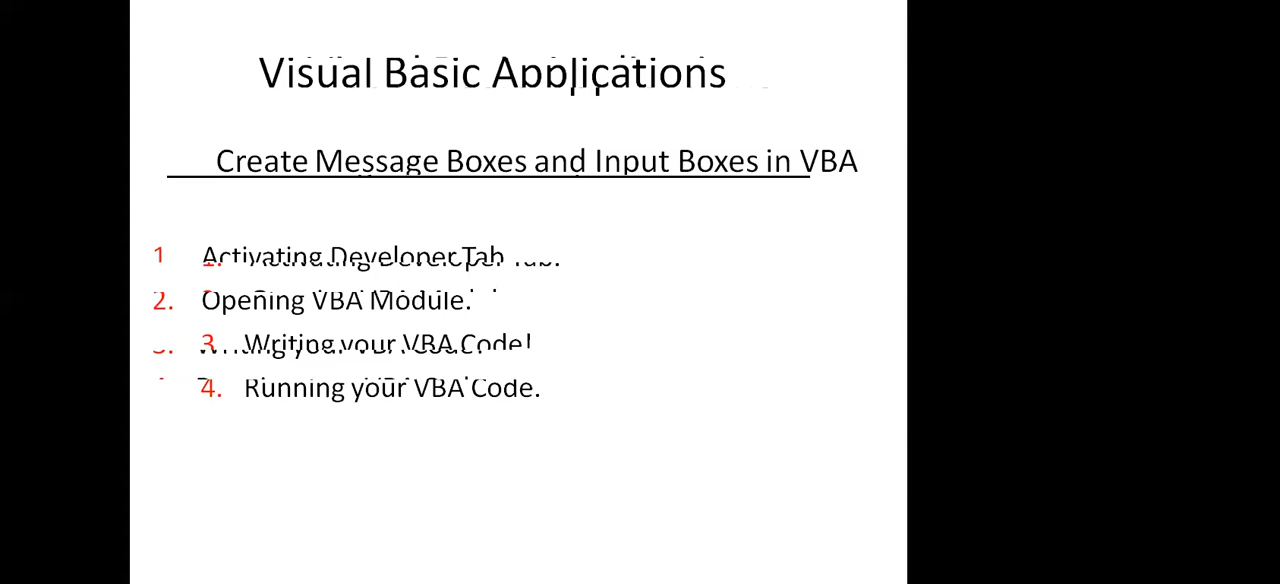 Visual Basic Applications
Create Message Boxes and Input Boxes in VBA
1. Activating Developer Tab
2. Opening VBA Module.
3. Writing your VBA Code!
4. Running your VBA Code.